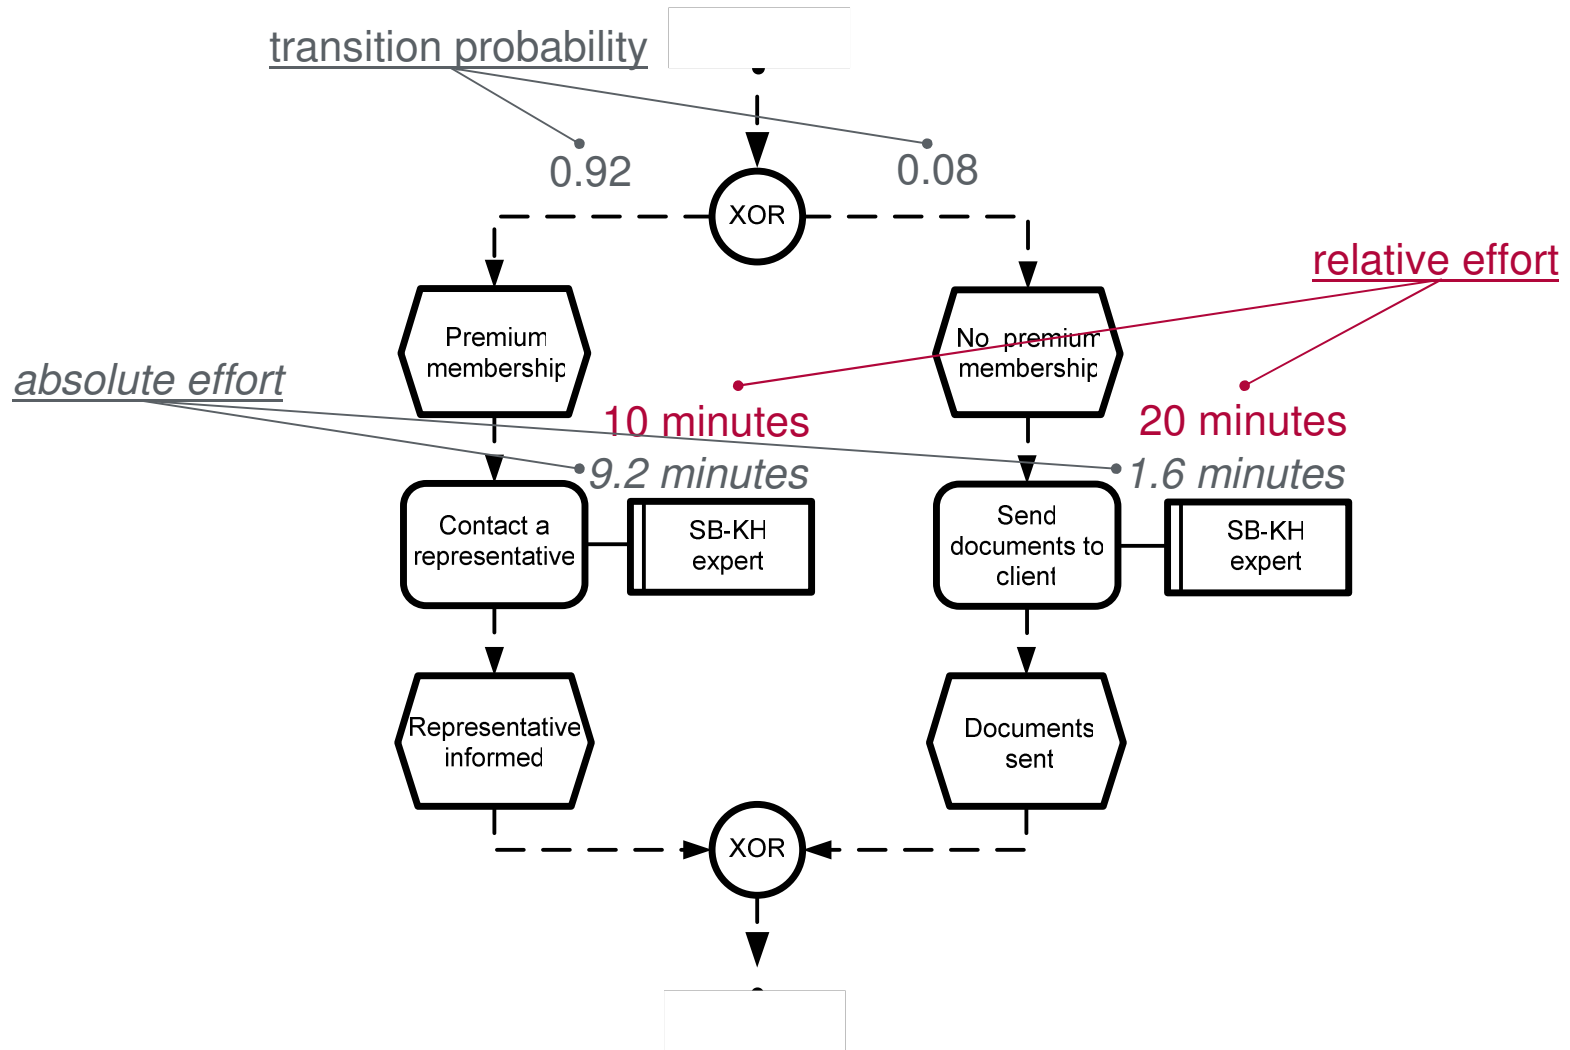 transition probability
0.92
0.08
XOR
relative effort
Premium
membership
No premium
membership
absolute effort
10 minutes
20 minutes
9.2 minutes
1.6 minutes
Contact a
representative
SB-KH
expert
Send
documents to
client
SB-KH
expert
Representative
informed
Documents
sent
XOR